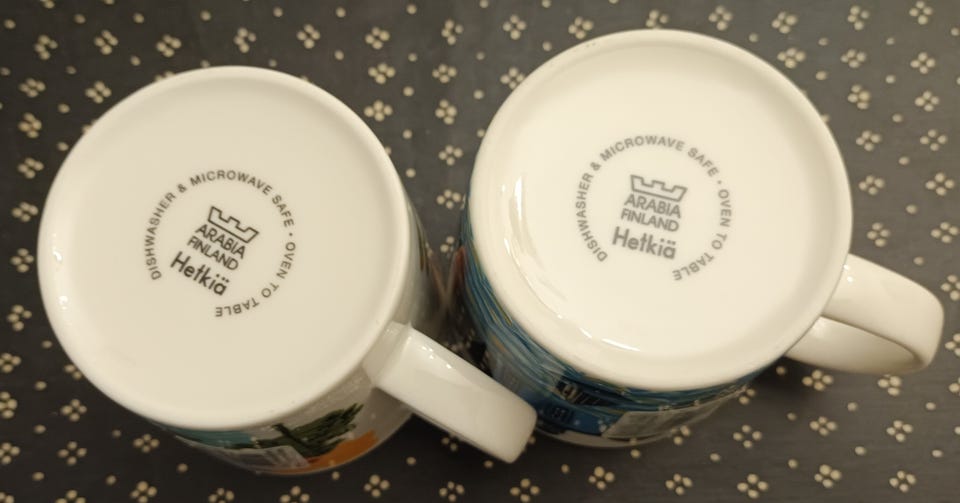 DISHWASHER & MICROWAVE SAFE • OVEN TO TABLE
ARABIA
FINLAND
Hetkiä
DISHWASHER & MICROWAVE SAFE • OVEN TO TABLE
ARABIA
FINLAND
Hetkiä